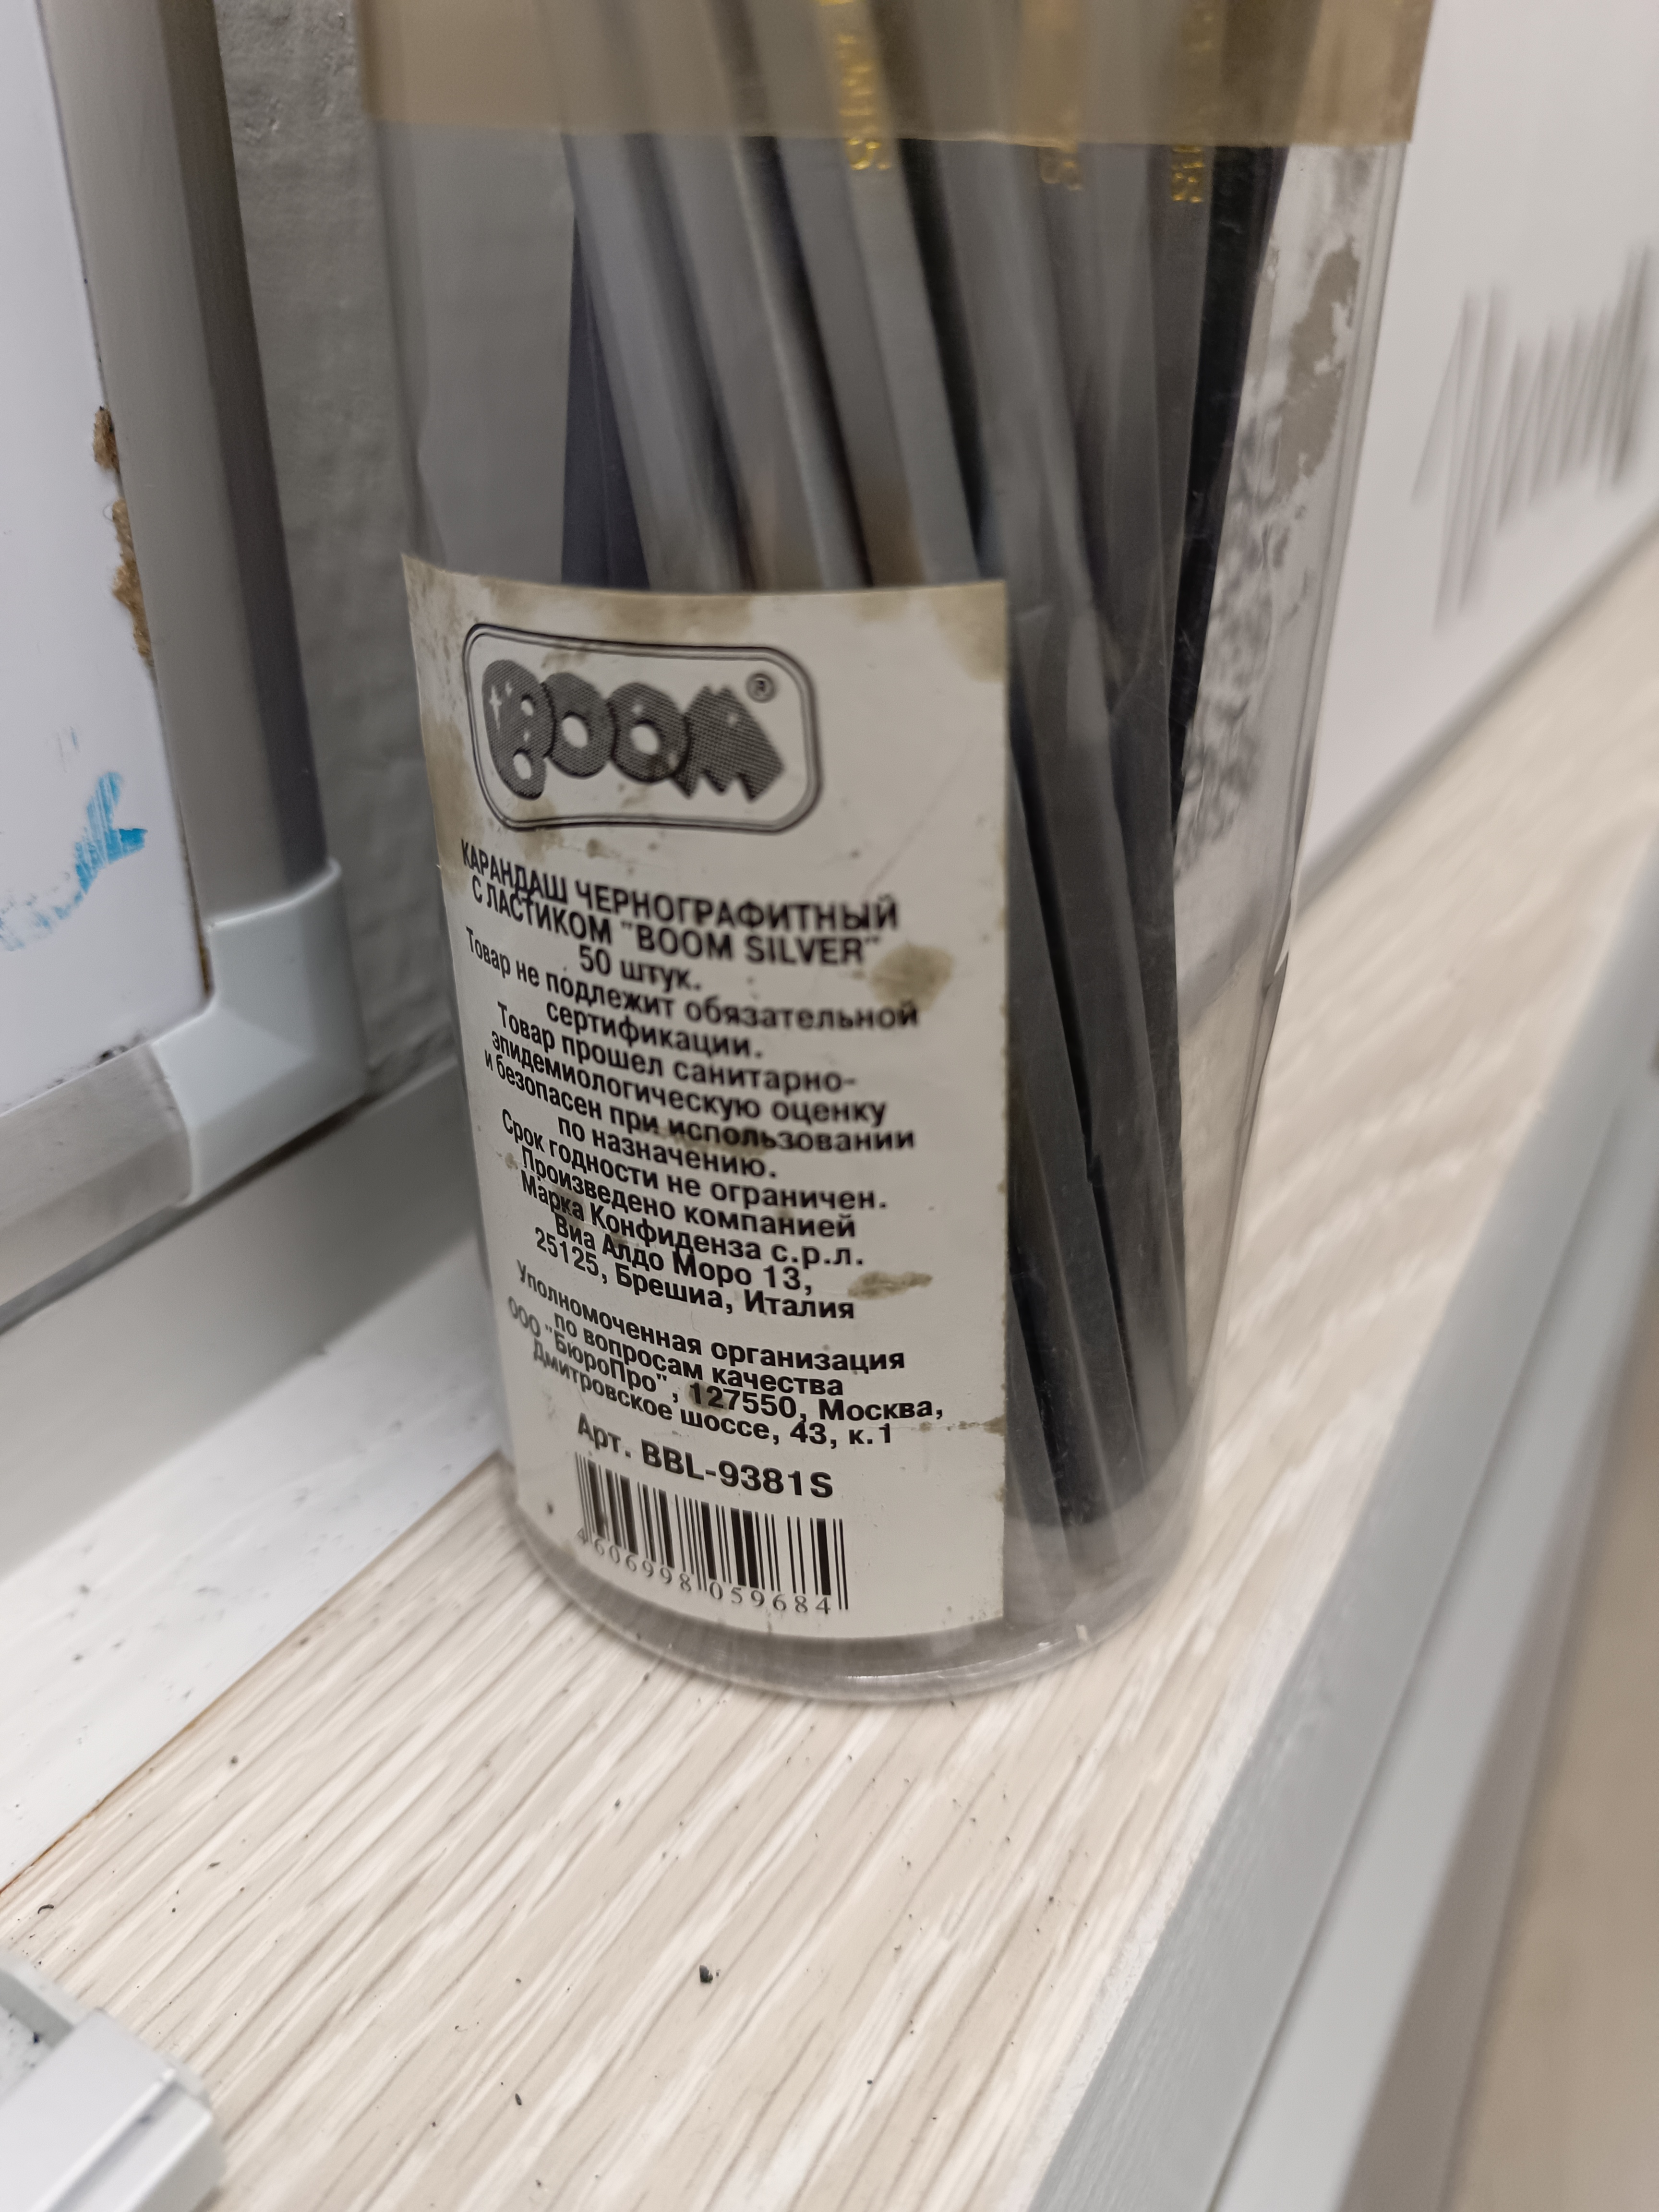 BOOM®
КАРАНДАШ ЧЕРНОГРАФИТНЫЙ
С ЛАСТИКОМ "BOOM SILVER"
50 штук.
Товар не подлежит обязательной
сертификации.
Товар прошел санитарно-
эпидемиологическую оценку
и безопасен при использовании
по назначению.
Срок годности не ограничен.
Произведено компанией
Марка Конфиденза с.р.л.
Виа Алдо Моро 13,
25125, Брешиа, Италия
Уполномоченная организация
по вопросам качества
ООО "БюроПро", 127550, Москва,
Дмитровское шоссе, 43, к.1
Арт. BBL-9381S
4606998059684